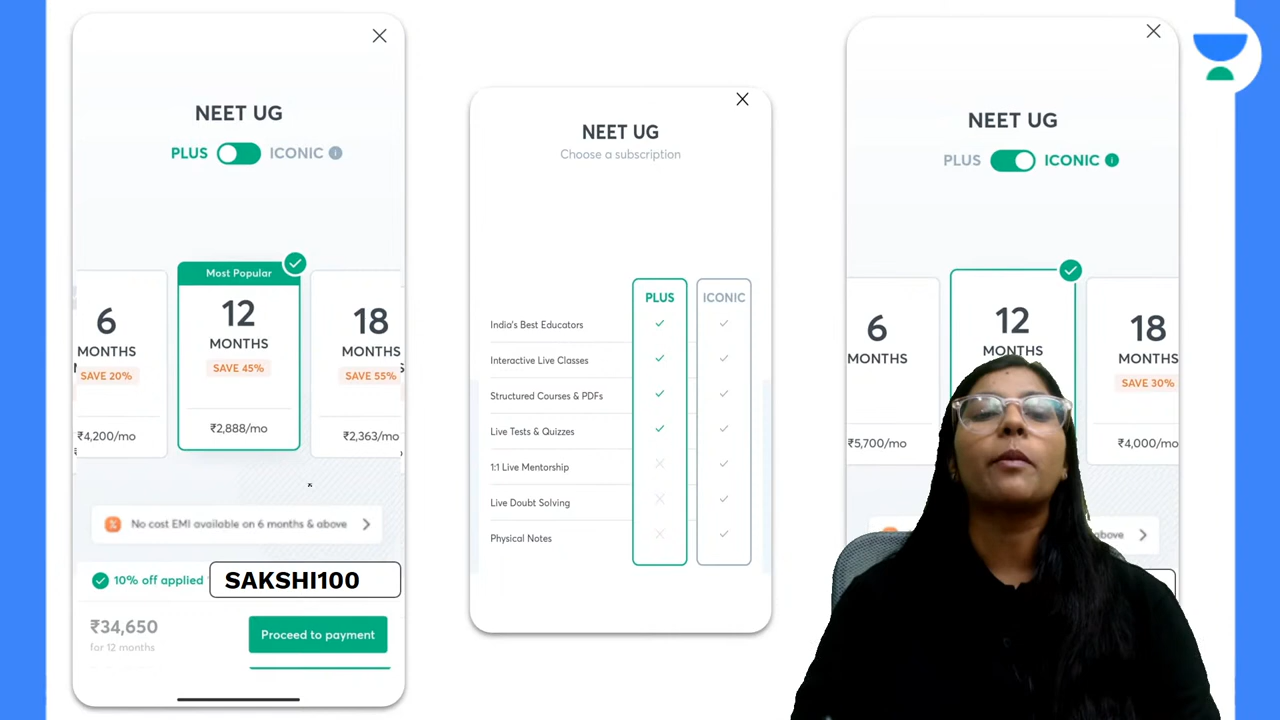 NEET UG
PLUS ICONIC
Most Popular
6
MONTHS
SAVE 20%
₹4,200/mo
12
MONTHS
SAVE 45%
₹2,888/mo
18
MONTHS
SAVE 55%
₹2,363/mo
No cost EMI available on 6 months & above
10% off applied SAKSHI100
₹34,650
for 12 months
Proceed to payment
NEET UG
Choose a subscription
PLUS ICONIC
India's Best Educators
Interactive Live Classes
Structured Courses & PDFs
Live Tests & Quizzes
1:1 Live Mentorship
Live Doubt Solving
Physical Notes
NEET UG
PLUS ICONIC
6
MONTHS
₹5,700/mo
12
MONTHS
18
MONTHS
SAVE 30%
₹4,000/mo
above